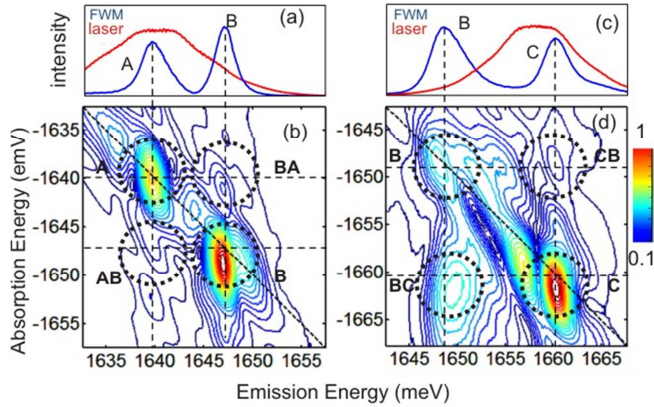 FWM
laser
(a)
A
B
intensity
FWM
laser
(c)
B
C
Absorption Energy (emV)
-1635
-1640
-1645
-1650
-1655
(b)
A
BA
AB
B
1635 1640 1645 1650 1655
-1645
-1650
-1655
-1660
-1665
(d)
B
CB
BC
C
1645 1650 1655 1660 1665
1
0.1
Emission Energy (meV)